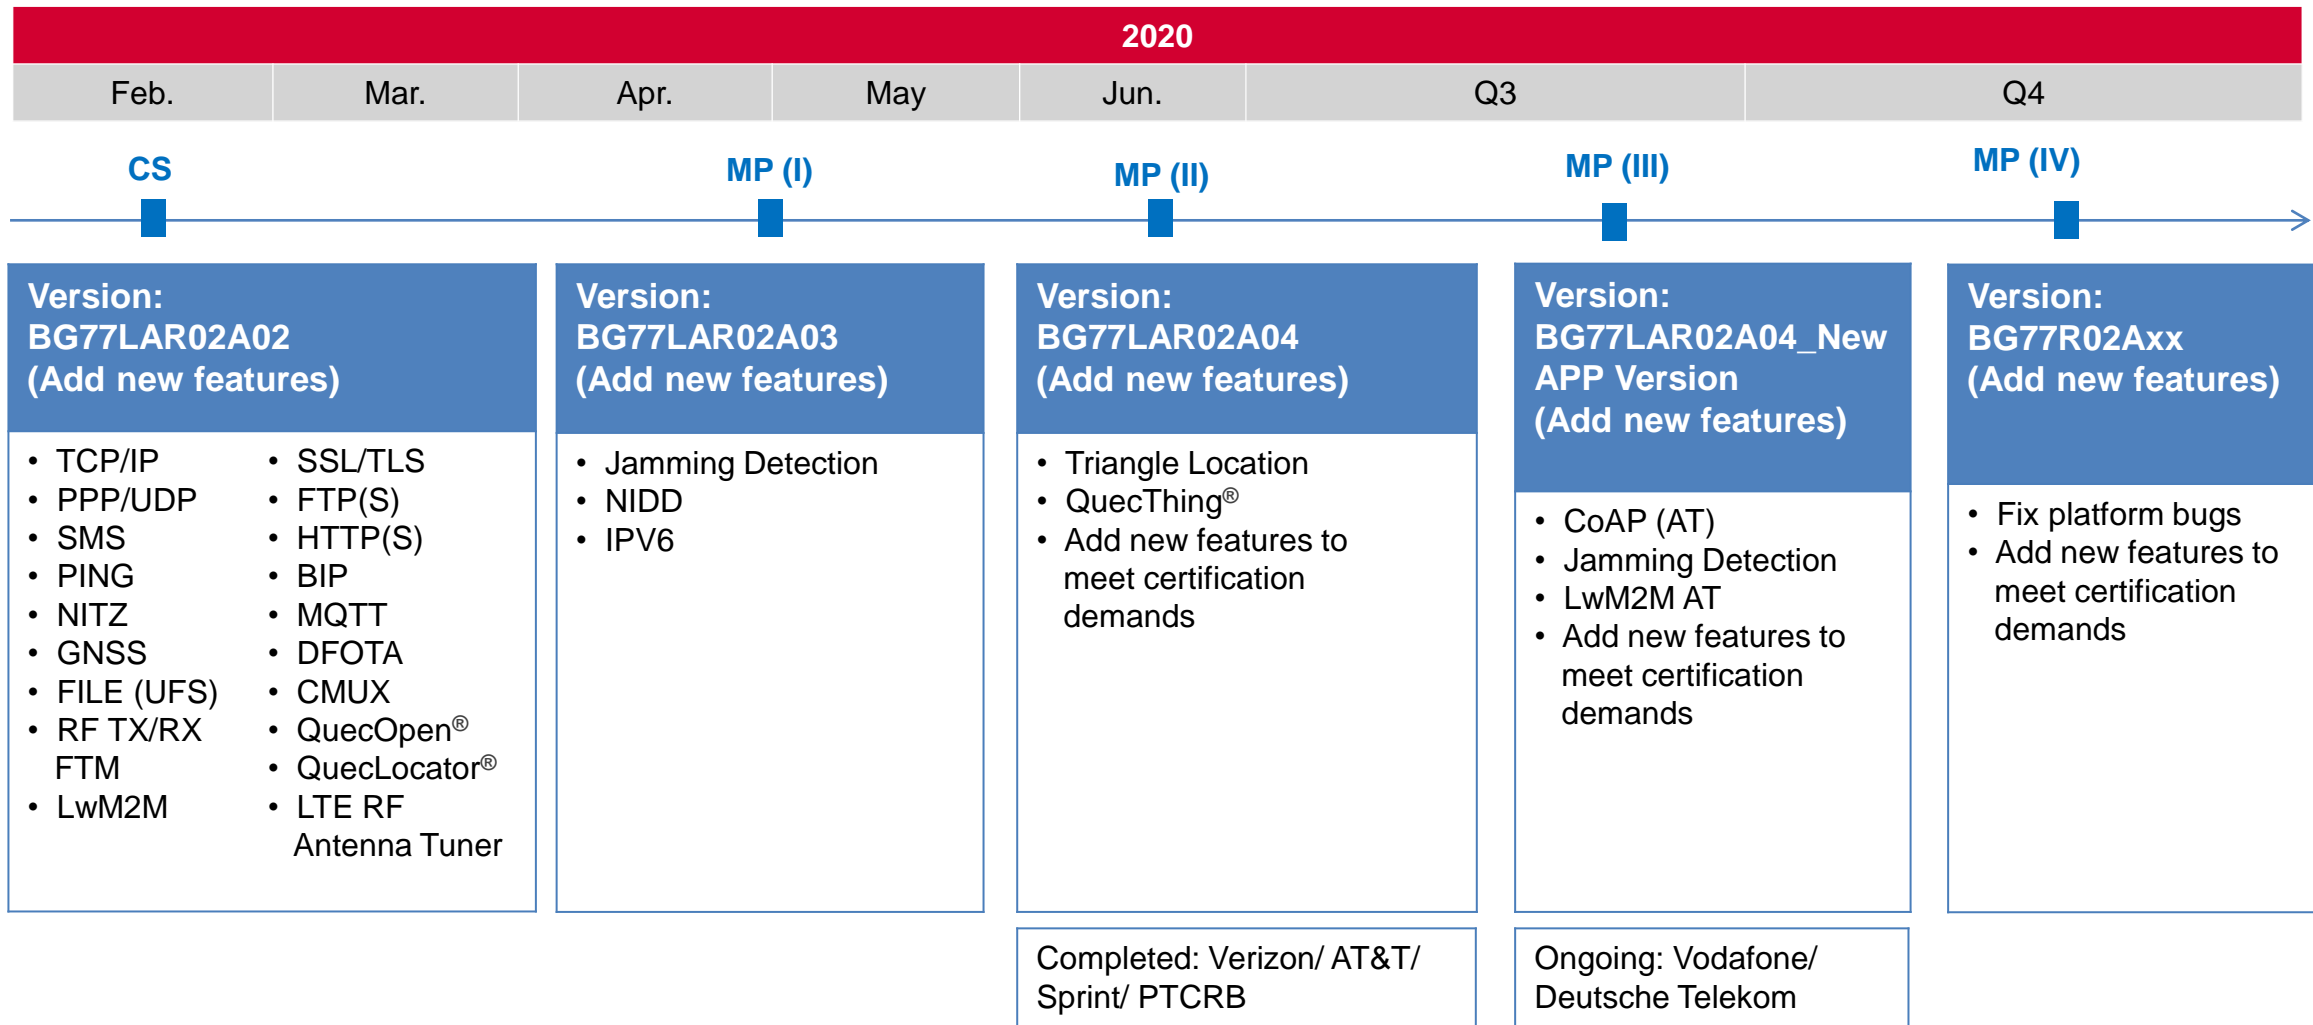 2020
Feb.
Mar.
Apr.
May
Jun.
Q3
Q4
CS
MP (I)
MP (II)
MP (III)
MP (IV)
Version:
BG77LAR02A02
(Add new features)
• TCP/IP
• PPP/UDP
• SMS
• PING
• NITZ
• GNSS
• FILE (UFS)
• RF TX/RX
FTM
• LwM2M
• SSL/TLS
• FTP(S)
• HTTP(S)
• BIP
• MQTT
• DFOTA
• CMUX
• QuecOpen®
• QuecLocator®
• LTE RF
Antenna Tuner
Version:
BG77LAR02A03
(Add new features)
• Jamming Detection
• NIDD
• IPV6
Version:
BG77LAR02A04
(Add new features)
• Triangle Location
• QuecThing®
• Add new features to
meet certification
demands
Completed: Verizon/ AT&T/
Sprint/ PTCRB
Version:
BG77LAR02A04_New
APP Version
(Add new features)
• CoAP (AT)
• Jamming Detection
• LwM2M AT
• Add new features to
meet certification
demands
Ongoing: Vodafone/
Deutsche Telekom
Version:
BG77R02Axx
(Add new features)
• Fix platform bugs
• Add new features to
meet certification
demands